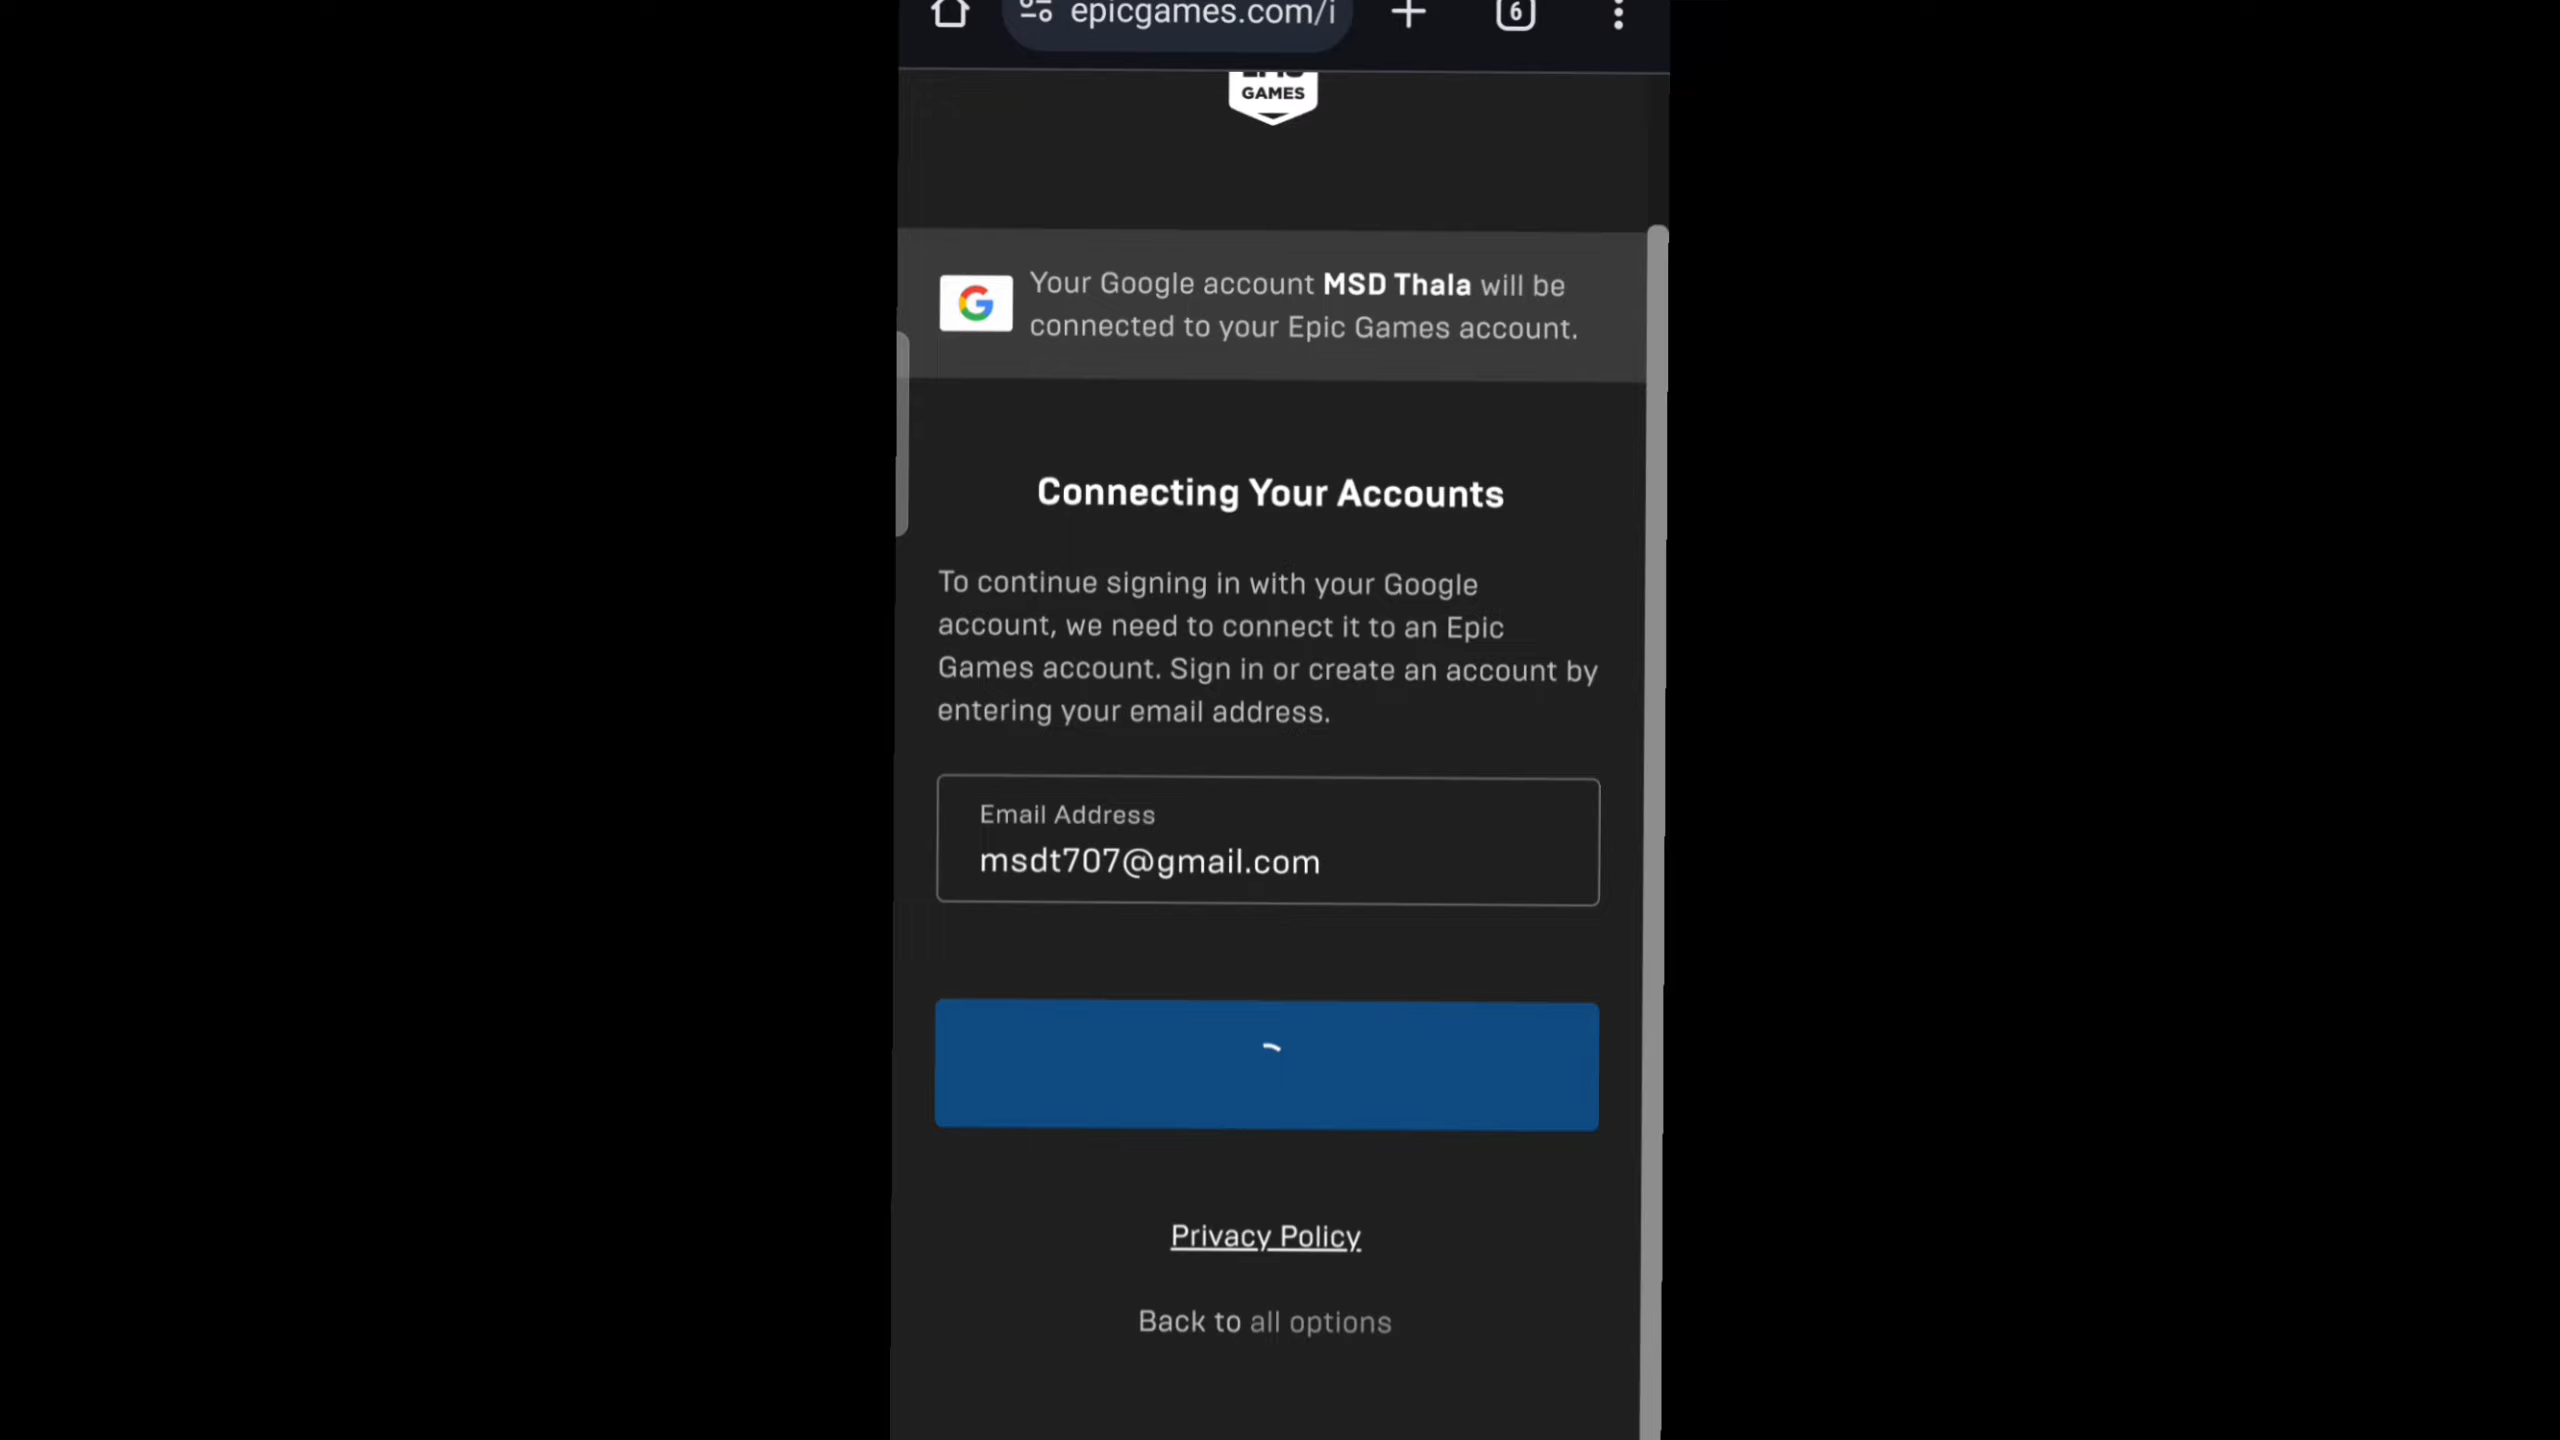 epicgames.com/i
6
GAMES
Your Google account MSD Thala will be
connected to your Epic Games account.
Connecting Your Accounts
To continue signing in with your Google
account, we need to connect it to an Epic
Games account. Sign in or create an account by
entering your email address.
Email Address
msdt707@gmail.com
Privacy Policy
Back to all options